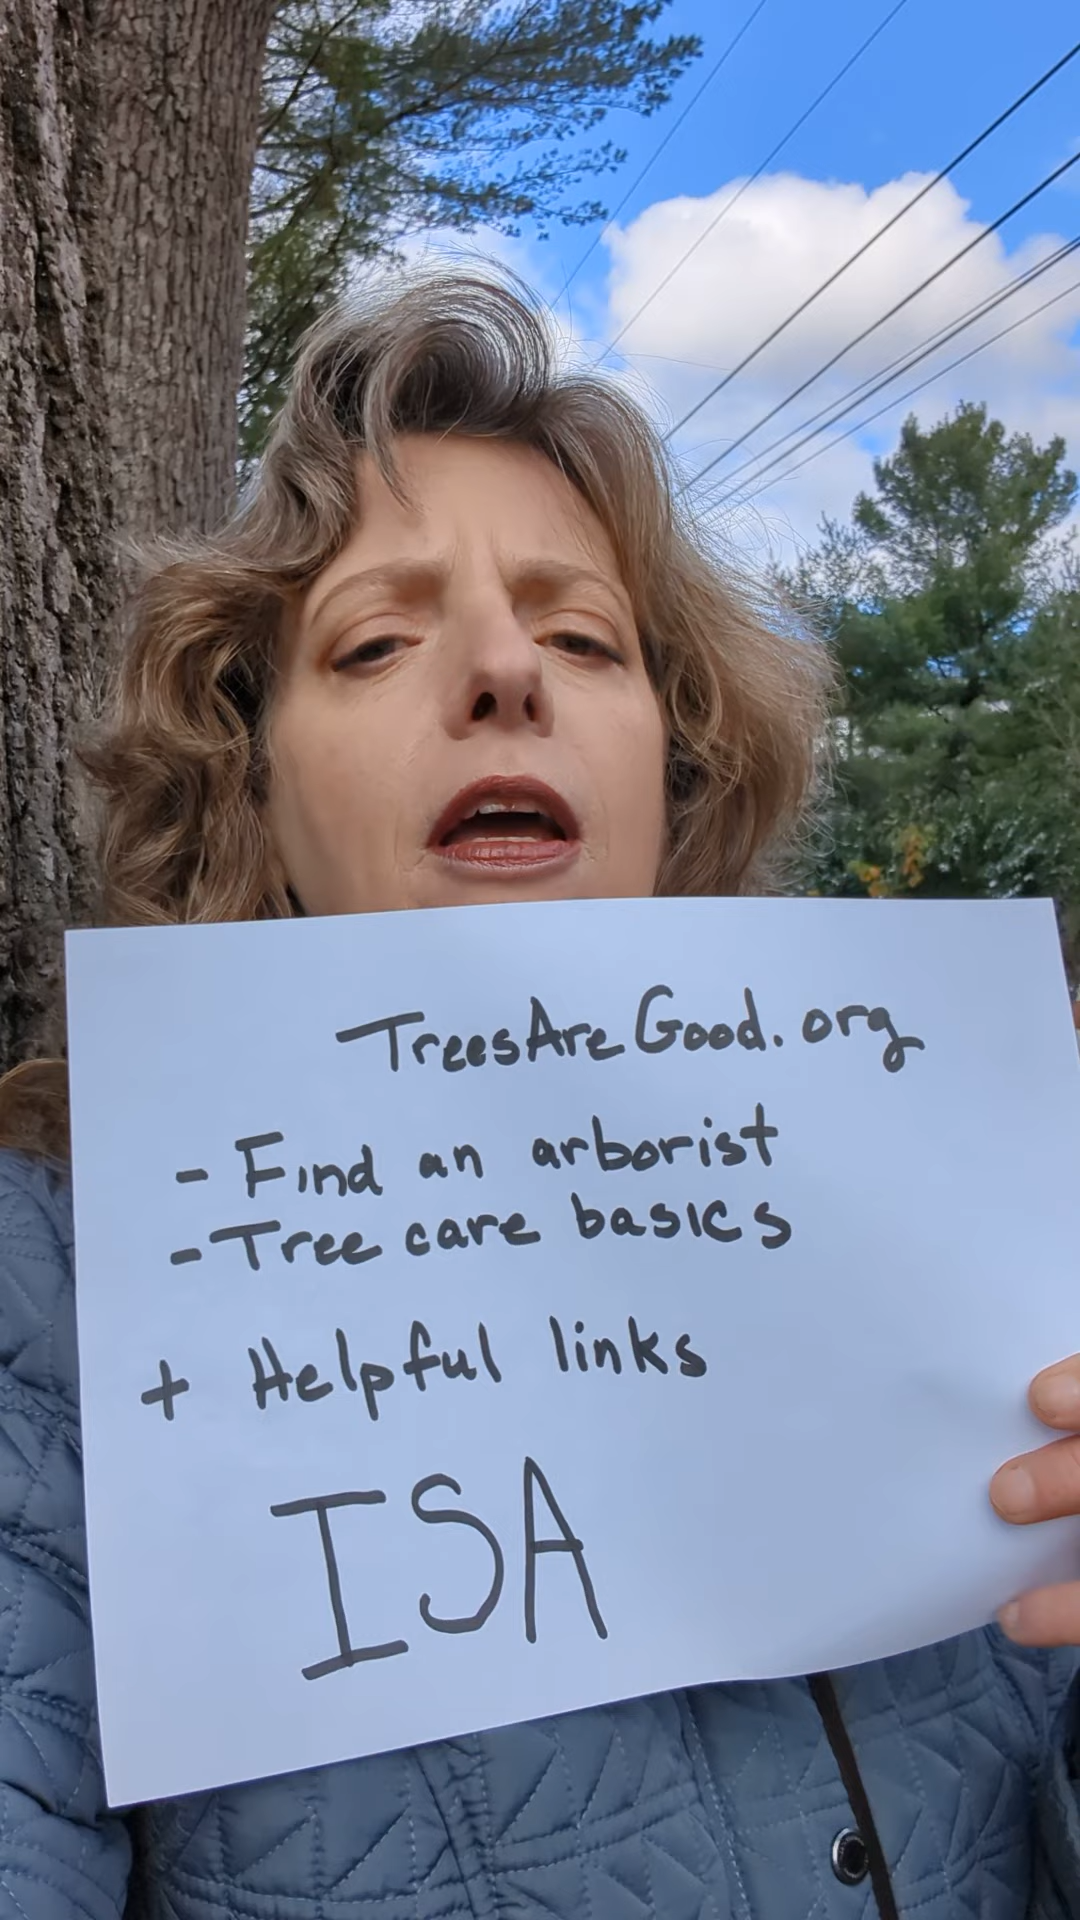 TreesAreGood.org
- Find an arborist
- Tree care basics
+ Helpful links
ISA